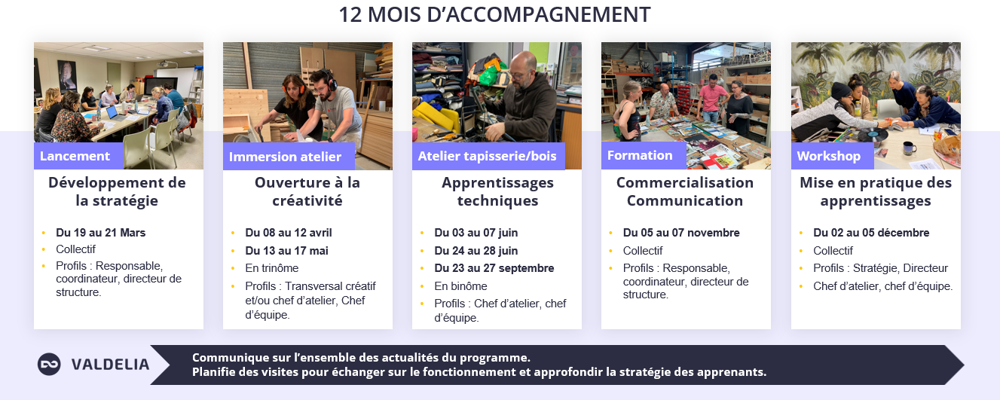 12 MOIS D’ACCOMPAGNEMENT
Lancement
Développement de
la stratégie
Du 19 au 21 Mars
Collectif
Profils : Responsable,
coordinateur, directeur de
structure.
Immersion atelier
Ouverture à la
créativité
Du 08 au 12 avril
Du 13 au 17 mai
En trinôme
Profils : Transversal créatif
et/ou chef d’atelier, Chef
d’équipe.
Atelier tapisserie/bois
Apprentissages
techniques
Du 03 au 07 juin
Du 24 au 28 juin
Du 23 au 27 septembre
En binôme
Profils : Chef d’atelier, chef
d’équipe.
Formation
Commercialisation
Communication
Du 05 au 07 novembre
Collectif
Profils : Responsable,
coordinateur, directeur de
structure.
Workshop
Mise en pratique des
apprentissages
Du 02 au 05 décembre
Collectif
Profils : Stratégie, Directeur
Chef d’atelier, chef d’équipe.
VALDELIA
Communique sur l’ensemble des actualités du programme.
Planifie des visites pour échanger sur le fonctionnement et approfondir la stratégie des apprenants.